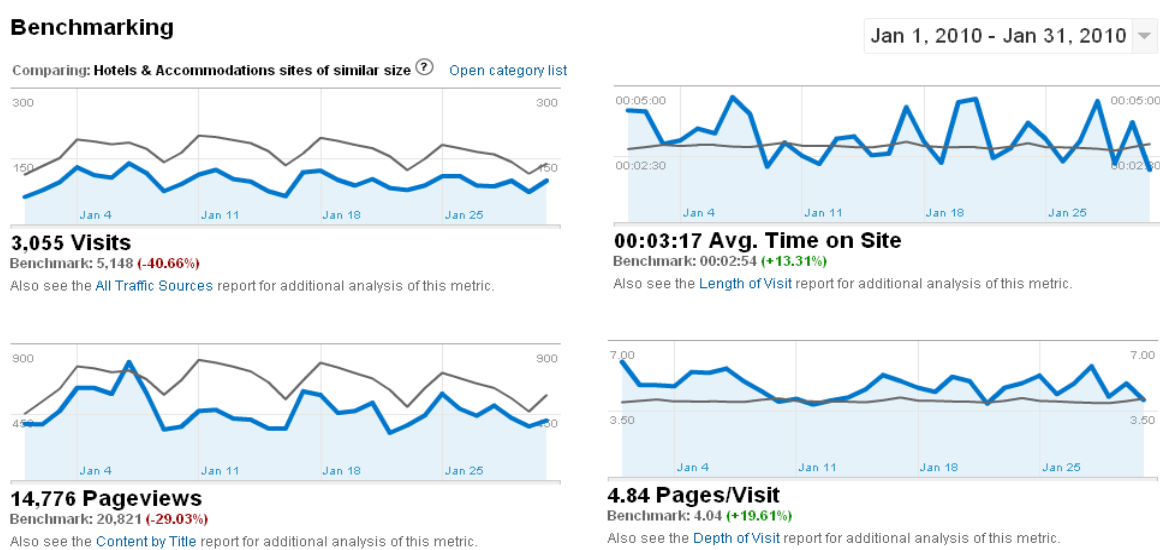 Benchmarking
Jan 1, 2010 - Jan 31, 2010
Comparing: Hotels & Accommodations sites of similar size ? Open category list
300 300
150 150
Jan 4 Jan 11 Jan 18 Jan 25
3,055 Visits
Benchmark: 5,148 (-40.66%)
Also see the All Traffic Sources report for additional analysis of this metric.
00:05:00 00:05:00
00:02:30 00:02:30
Jan 4 Jan 11 Jan 18 Jan 25
00:03:17 Avg. Time on Site
Benchmark: 00:02:54 (+13.31%)
Also see the Length of Visit report for additional analysis of this metric.
900 900
450 450
Jan 4 Jan 11 Jan 18 Jan 25
14,776 Pageviews
Benchmark: 20,821 (-29.03%)
Also see the Content by Title report for additional analysis of this metric.
7.00 7.00
3.50 3.50
Jan 4 Jan 11 Jan 18 Jan 25
4.84 Pages/Visit
Benchmark: 4.04 (+19.61%)
Also see the Depth of Visit report for additional analysis of this metric.